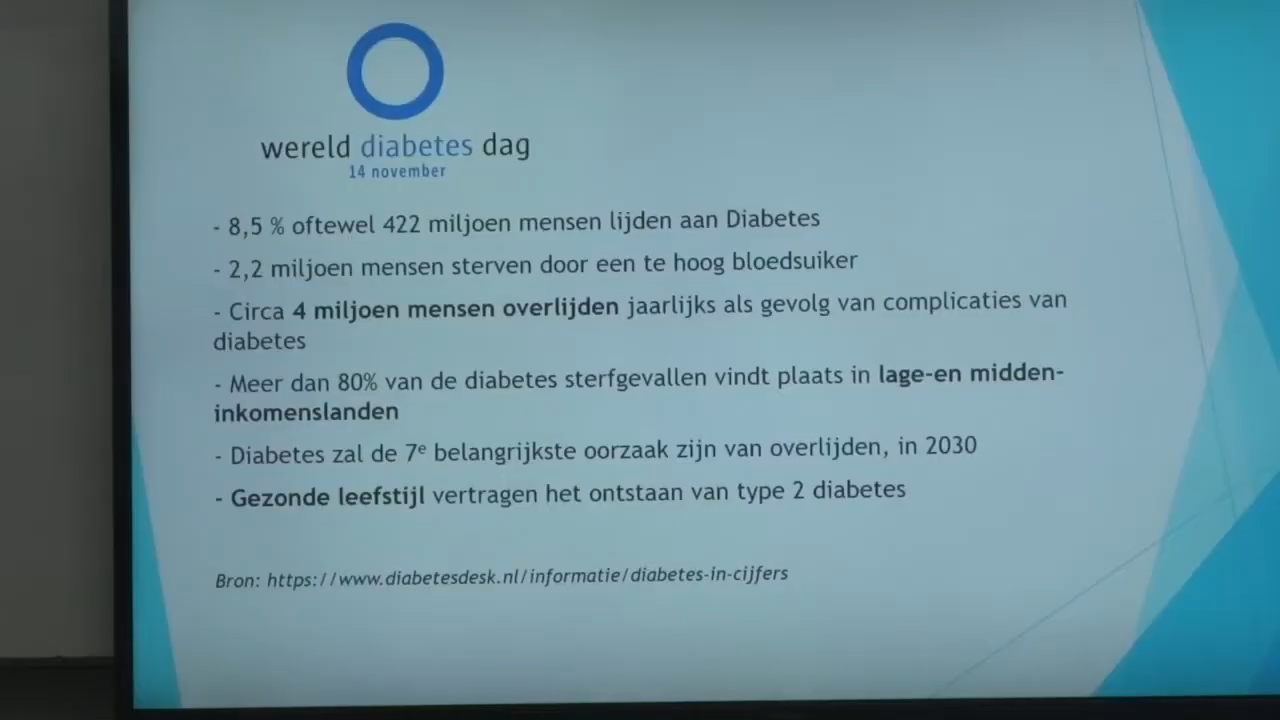 wereld diabetes dag
14 november
- 8,5 % oftewel 422 miljoen mensen lijden aan Diabetes
- 2,2 miljoen mensen sterven door een te hoog bloedsuiker
- Circa 4 miljoen mensen overlijden jaarlijks als gevolg van complicaties van
diabetes
- Meer dan 80% van de diabetes sterfgevallen vindt plaats in lage-en midden-
inkomenslanden
- Diabetes zal de 7e belangrijkste oorzaak zijn van overlijden, in 2030
- Gezonde leefstijl vertragen het ontstaan van type 2 diabetes
Bron: https://www.diabetesdesk.nl/informatie/diabetes-in-cijfers